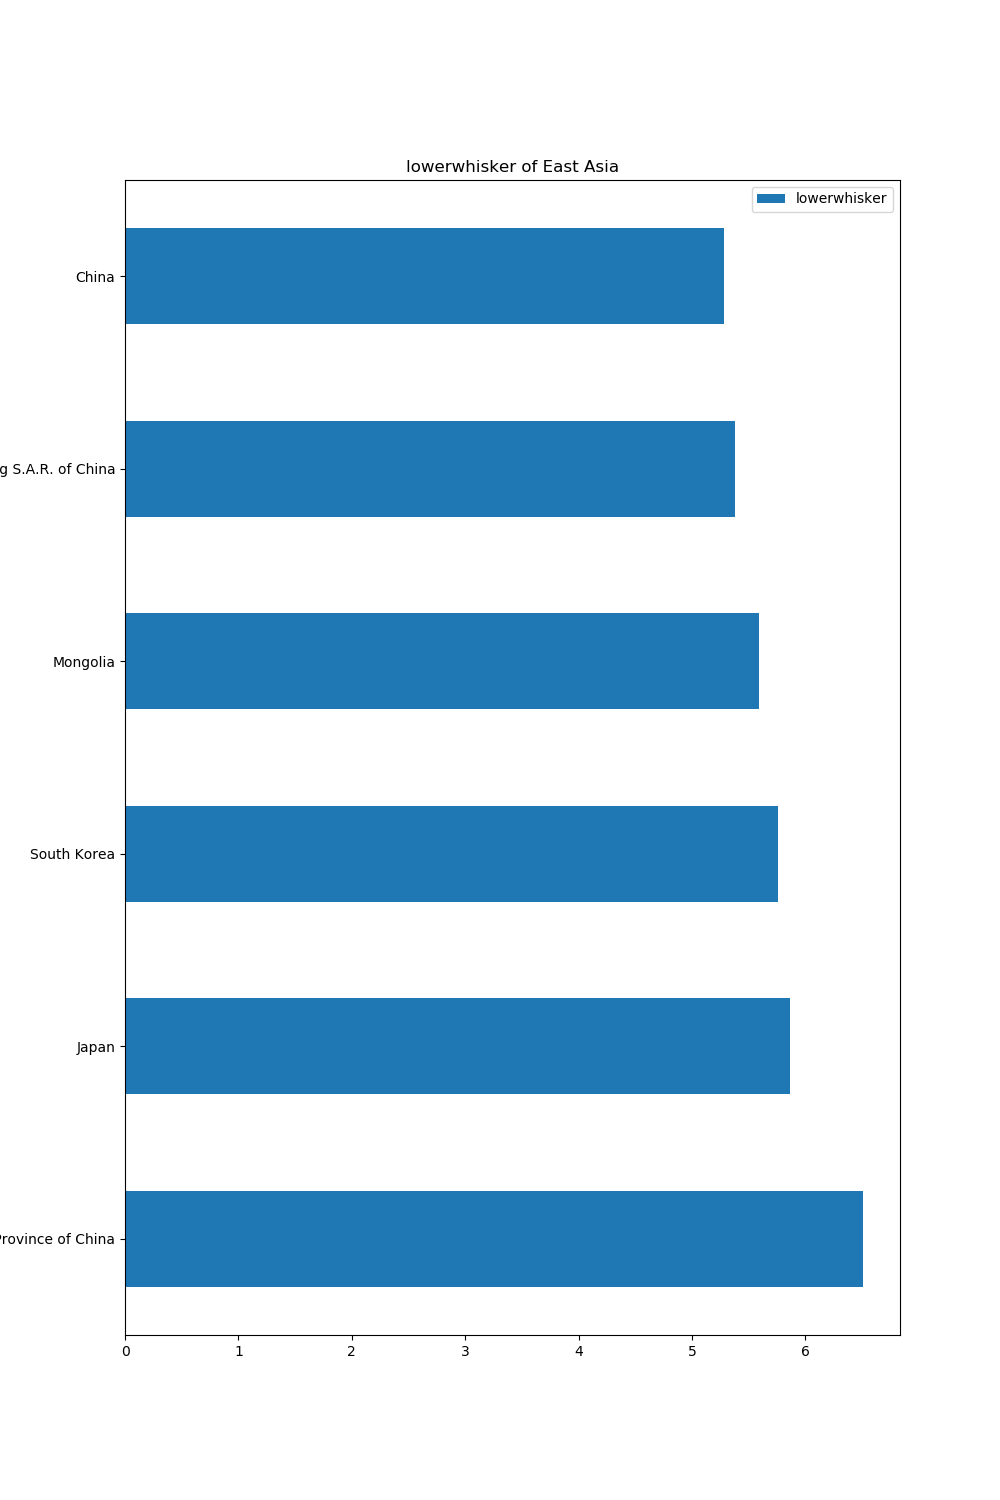 lowerwhisker of East Asia
lowerwhisker
China
g S.A.R. of China
Mongolia
South Korea
Japan
Province of China
0 1 2 3 4 5 6